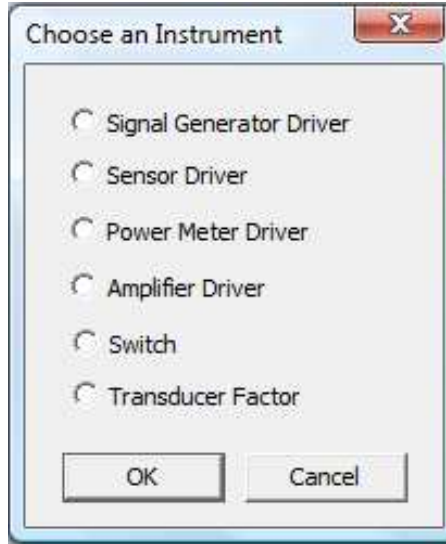 Choose an Instrument
Signal Generator Driver
Sensor Driver
Power Meter Driver
Amplifier Driver
Switch
Transducer Factor
OK Cancel